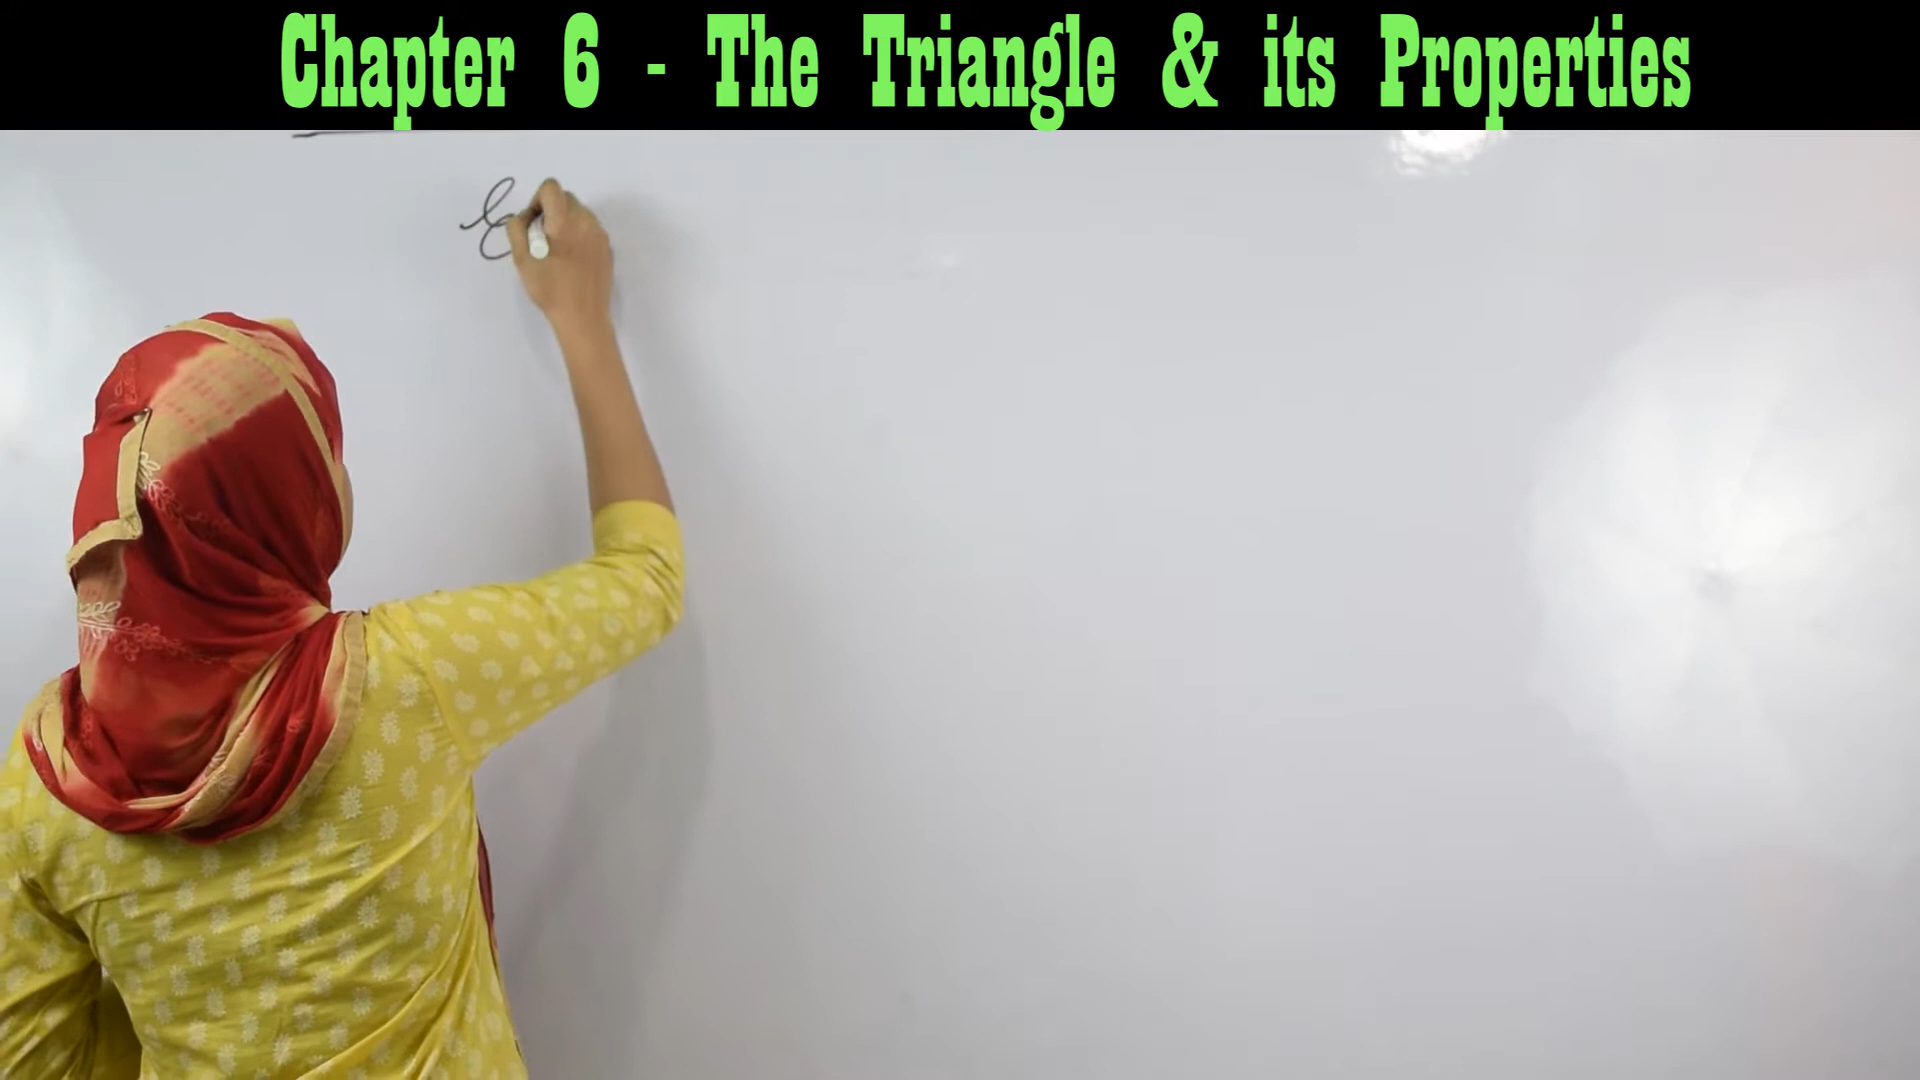 Chapter 6 - The Triangle & its Properties